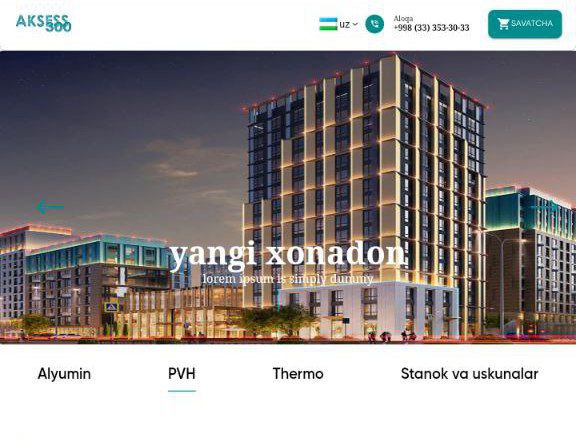 AKSESS
300
uz
Aloqa
+998 (33) 353-30-33
SAVATCHA
yangi xonadon
lorem ipsum is simply dummy
Alyumin
PVH
Thermo
Stanok va uskunalar